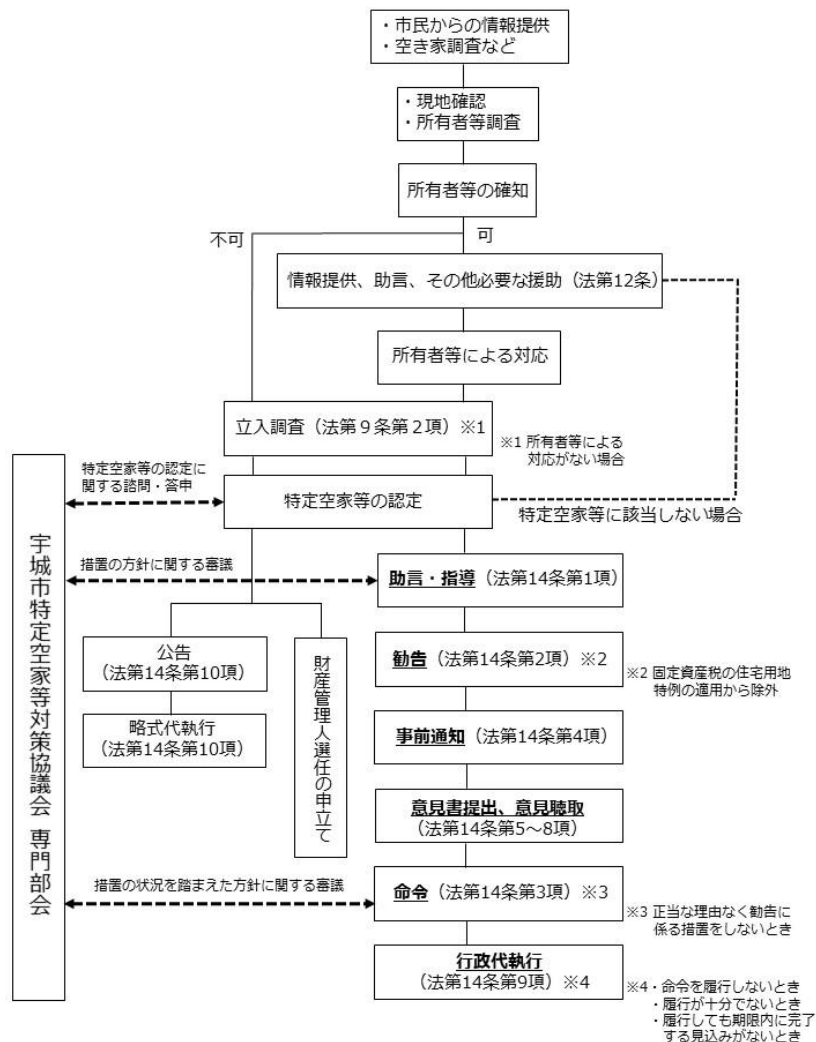 ・市民からの情報提供
・空き家調査など
・現地確認
・所有者等調査
所有者等の確知
不可
可
情報提供、助言、その他必要な援助（法第12条）
所有者等による対応
立入調査（法第９条第２項）※1
※1 所有者等による
対応がない場合
特定空家等の認定に
関する諮問・答申
特定空家等の認定
特定空家等に該当しない場合
宇城市特定空家等対策協議会 専門部会
措置の方針に関する審議
助言・指導（法第14条第1項）
公告
（法第14条第10項）
略式代執行
（法第14条第10項）
財産管理人選任の申立て
勧告（法第14条第2項）※2
※2 固定資産税の住宅用地
特例の適用から除外
事前通知（法第14条第4項）
意見書提出、意見聴取
（法第14条第5～8項）
措置の状況を踏まえた方針に関する審議
命令（法第14条第3項）※3
※3 正当な理由なく勧告に
係る措置をしないとき
行政代執行
（法第14条第9項）※4
※4・命令を履行しないとき
・履行が十分でないとき
・履行しても期限内に完了
する見込みがないとき